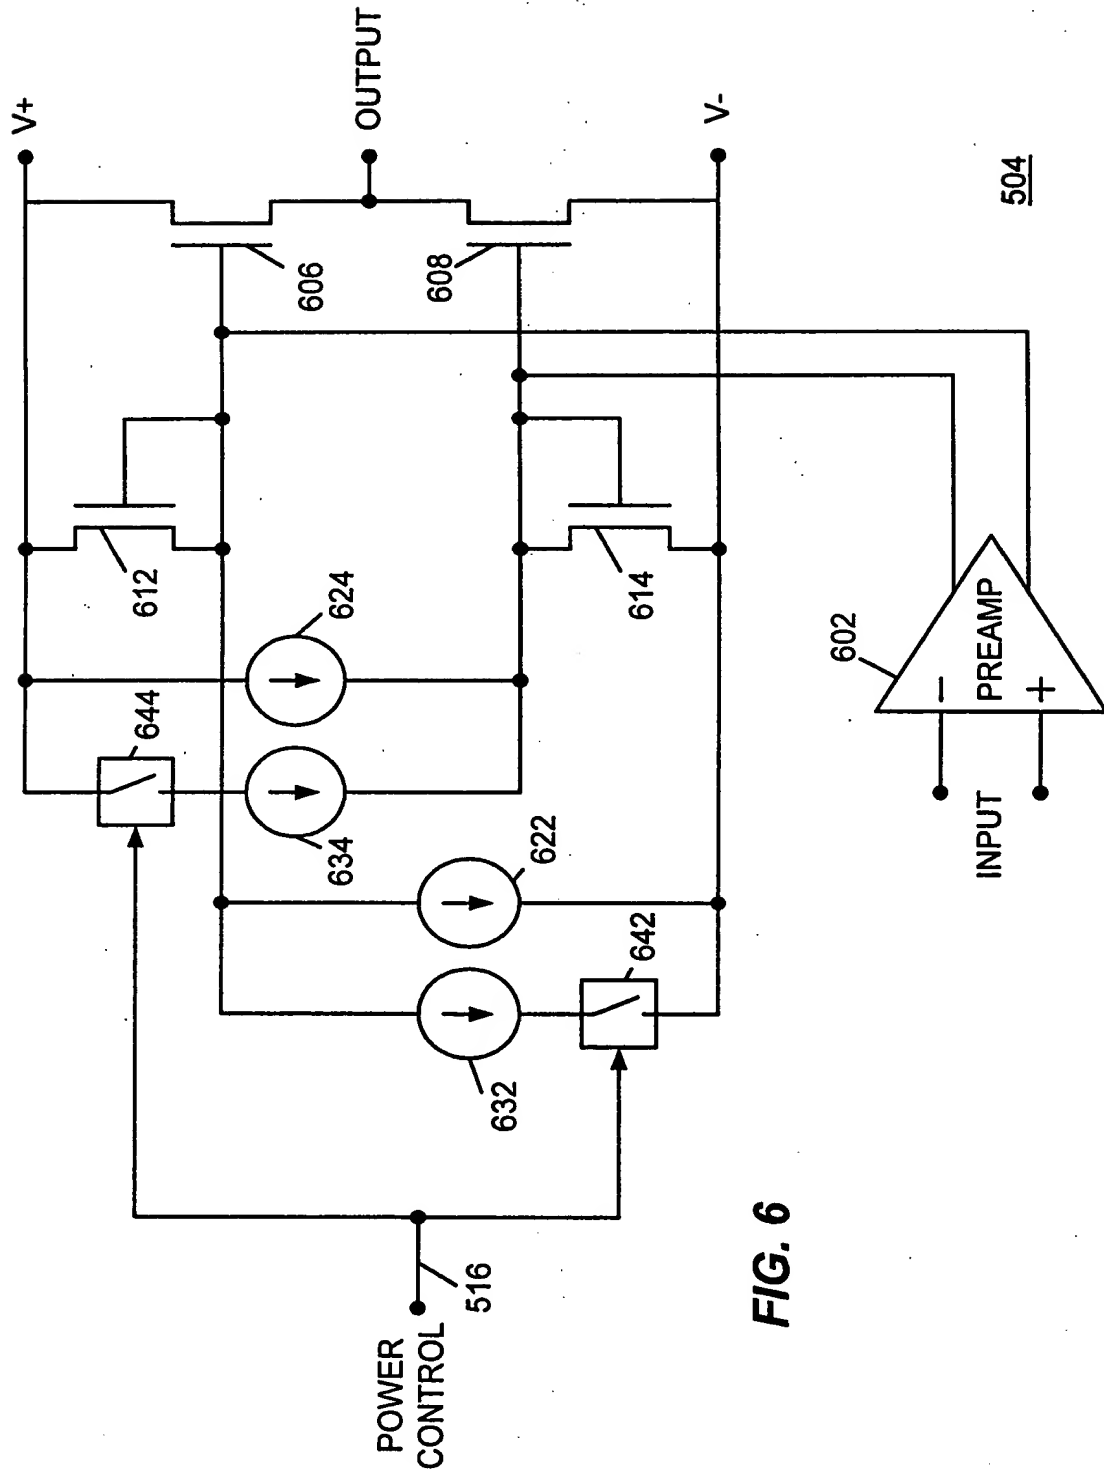 V+
OUTPUT
V-
504
606
608
612
614
624
644
634
622
642
632
602
PREAMP
-
+
INPUT
516
POWER
CONTROL
FIG. 6